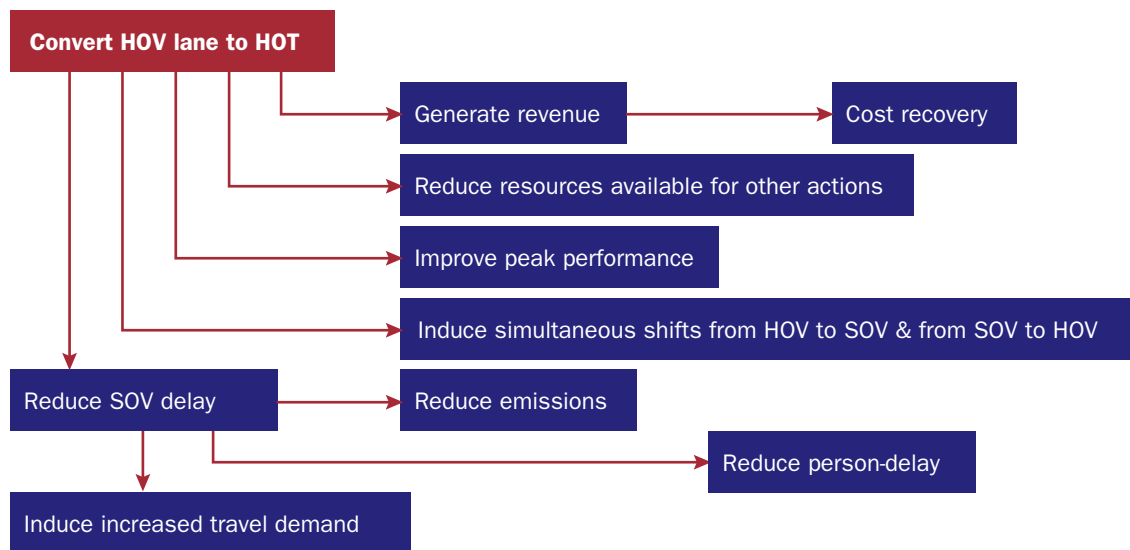 Convert HOV lane to HOT
Generate revenue
Cost recovery
Reduce resources available for other actions
Improve peak performance
Induce simultaneous shifts from HOV to SOV & from SOV to HOV
Reduce SOV delay
Reduce emissions
Reduce person-delay
Induce increased travel demand